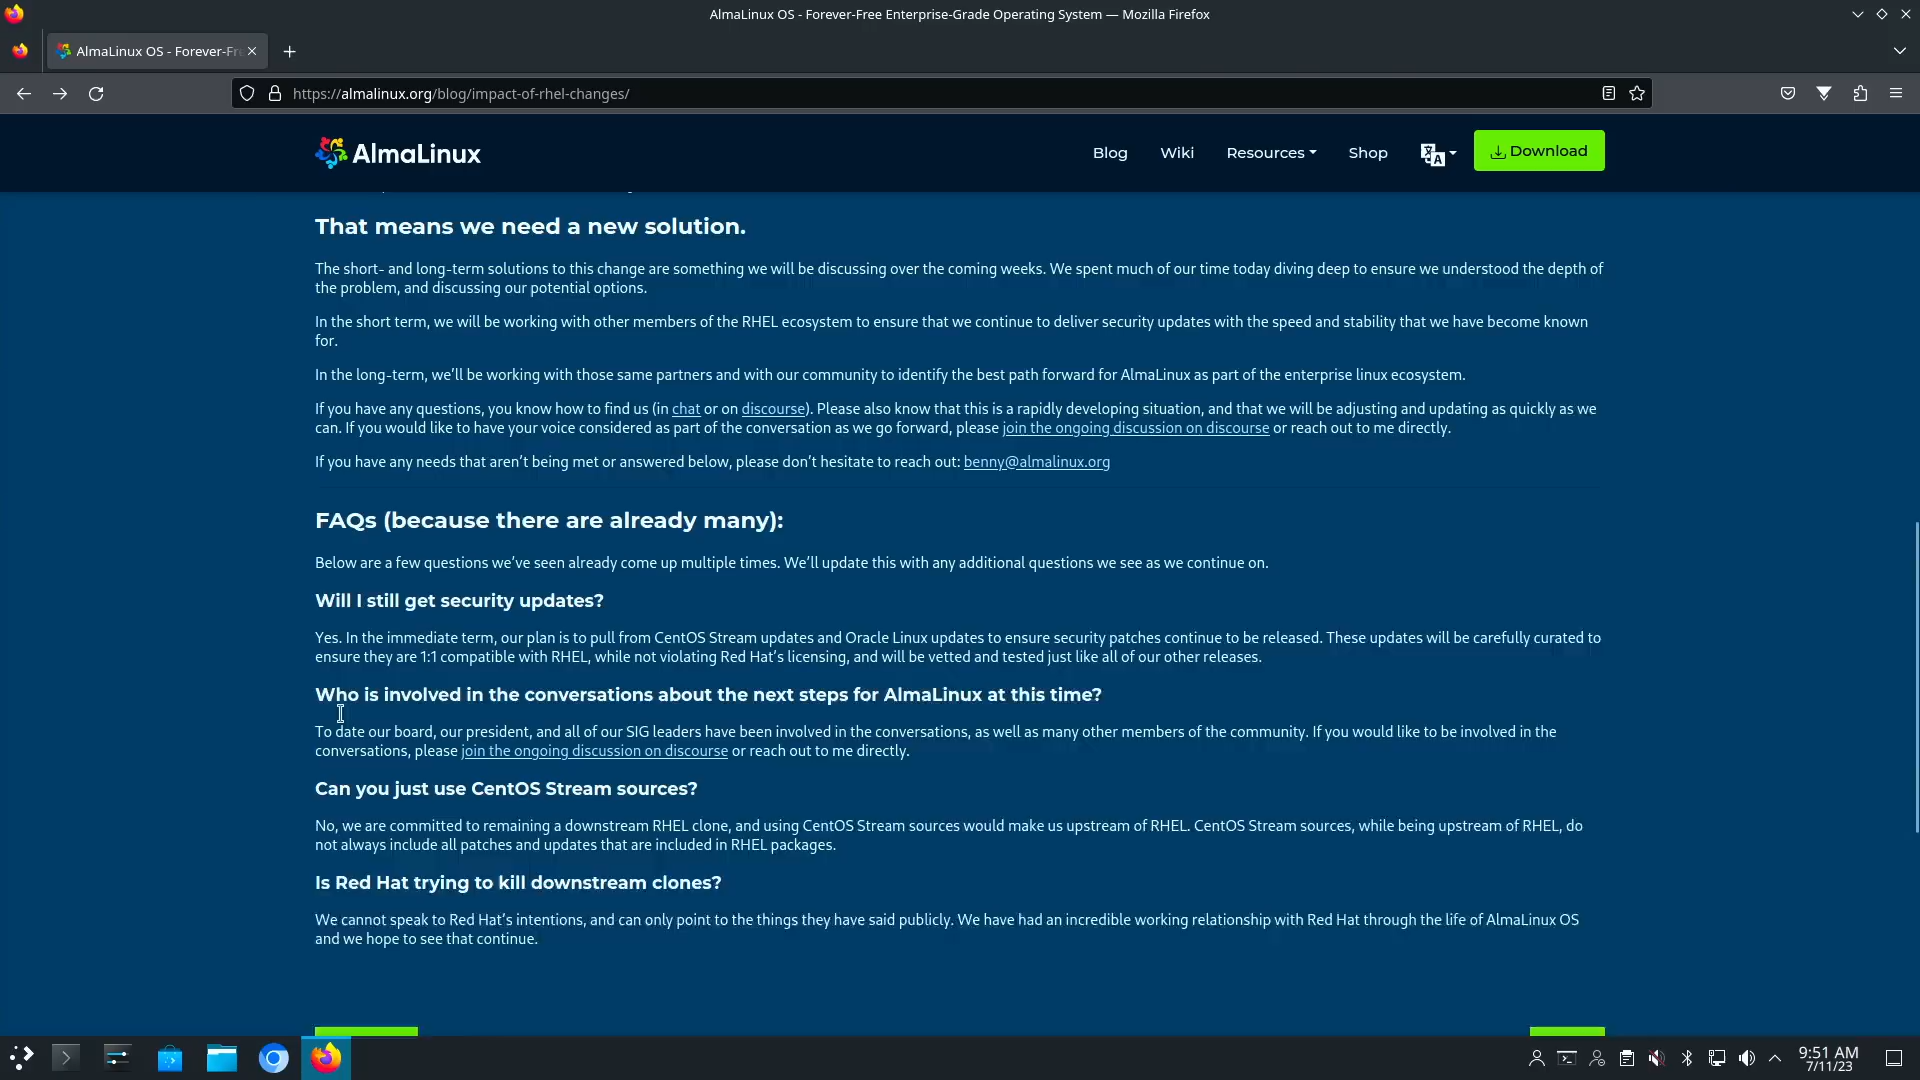 AlmaLinux OS - Forever-Free Enterprise-Grade Operating System — Mozilla Firefox
AlmaLinux OS - Forever-Fr
https://almalinux.org/blog/impact-of-rhel-changes/
AlmaLinux
Blog
Wiki
Resources
Shop
Download
That means we need a new solution.
The short- and long-term solutions to this change are something we will be discussing over the coming weeks. We spent much of our time today diving deep to ensure we understood the depth of
the problem, and discussing our potential options.
In the short term, we will be working with other members of the RHEL ecosystem to ensure that we continue to deliver security updates with the speed and stability that we have become known
for.
In the long-term, we’ll be working with those same partners and with our community to identify the best path forward for AlmaLinux as part of the enterprise linux ecosystem.
If you have any questions, you know how to find us (in chat or on discourse). Please also know that this is a rapidly developing situation, and that we will be adjusting and updating as quickly as we
can. If you would like to have your voice considered as part of the conversation as we go forward, please join the ongoing discussion on discourse or reach out to me directly.
If you have any needs that aren’t being met or answered below, please don’t hesitate to reach out: benny@almalinux.org
FAQs (because there are already many):
Below are a few questions we’ve seen already come up multiple times. We’ll update this with any additional questions we see as we continue on.
Will I still get security updates?
Yes. In the immediate term, our plan is to pull from CentOS Stream updates and Oracle Linux updates to ensure security patches continue to be released. These updates will be carefully curated to
ensure they are 1:1 compatible with RHEL, while not violating Red Hat’s licensing, and will be vetted and tested just like all of our other releases.
Who is involved in the conversations about the next steps for AlmaLinux at this time?
To date our board, our president, and all of our SIG leaders have been involved in the conversations, as well as many other members of the community. If you would like to be involved in the
conversations, please join the ongoing discussion on discourse or reach out to me directly.
Can you just use CentOS Stream sources?
No, we are committed to remaining a downstream RHEL clone, and using CentOS Stream sources would make us upstream of RHEL. CentOS Stream sources, while being upstream of RHEL, do
not always include all patches and updates that are included in RHEL packages.
Is Red Hat trying to kill downstream clones?
We cannot speak to Red Hat’s intentions, and can only point to the things they have said publicly. We have had an incredible working relationship with Red Hat through the life of AlmaLinux OS
and we hope to see that continue.
9:51 AM
7/11/23